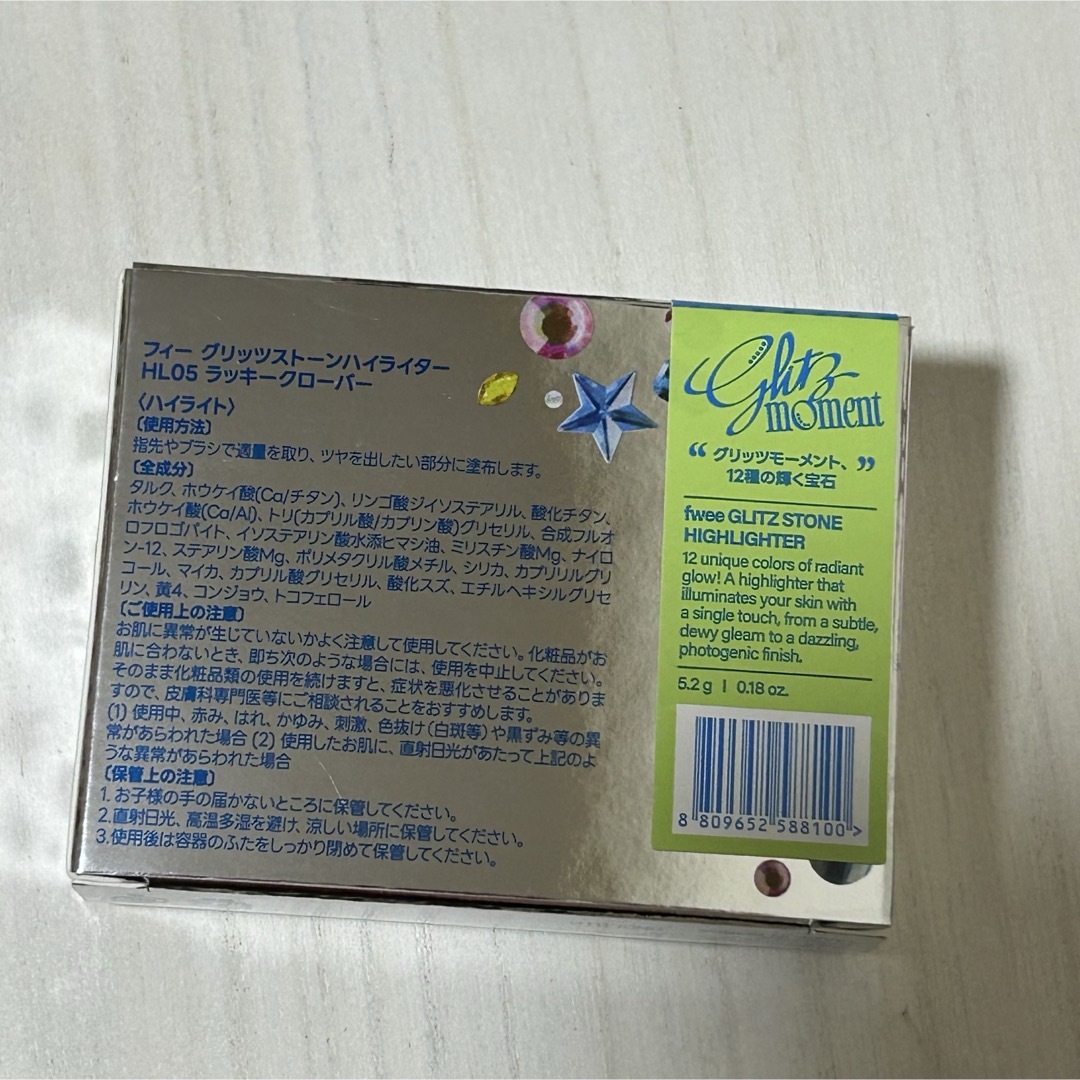 フィー グリッツストーンハイライター
HL05 ラッキークローバー
〈ハイライト〉
〔使用方法〕
指先やブラシで適量を取り、ツヤを出したい部分に塗布します。
〔全成分〕
タルク、ホウケイ酸(Ca/チタン)、リンゴ酸ジイソステアリル、酸化チタン、
ホウケイ酸(Ca/Al)、トリ(カプリル酸/カプリン酸)グリセリル、合成フルオ
ロフロゴパイト、イソステアリン酸水添ヒマシ油、ミリスチン酸Mg、ナイロ
ン-12、ステアリン酸Mg、ポリメタクリル酸メチル、シリカ、カプリリルグリ
コール、マイカ、カプリル酸グリセリル、酸化スズ、エチルヘキシルグリセ
リン、黄4、コンジョウ、トコフェロール
〔ご使用上の注意〕
お肌に異常が生じていないかよく注意して使用してください。化粧品がお
肌に合わないとき、即ち次のような場合には、使用を中止してください。
そのまま化粧品類の使用を続けますと、症状を悪化させることがありま
すので、皮膚科専門医等にご相談されることをおすすめします。
(1) 使用中、赤み、はれ、かゆみ、刺激、色抜け(白斑等)や黒ずみ等の異
常があらわれた場合 (2) 使用したお肌に、直射日光があたって上記のよ
うな異常があらわれた場合
〔保管上の注意〕
1. お子様の手の届かないところに保管してください。
2.直射日光、高温多湿を避け、涼しい場所に保管してください。
3.使用後は容器のふたをしっかり閉めて保管してください。
Glitz
moment
“ グリッツモーメント、 ”
12種の輝く宝石
fwee GLITZ STONE
HIGHLIGHTER
12 unique colors of radiant
glow! A highlighter that
illuminates your skin with
a single touch, from a subtle,
dewy gleam to a dazzling,
photogenic finish.
5.2 g | 0.18 oz.
8 809652 588100 >